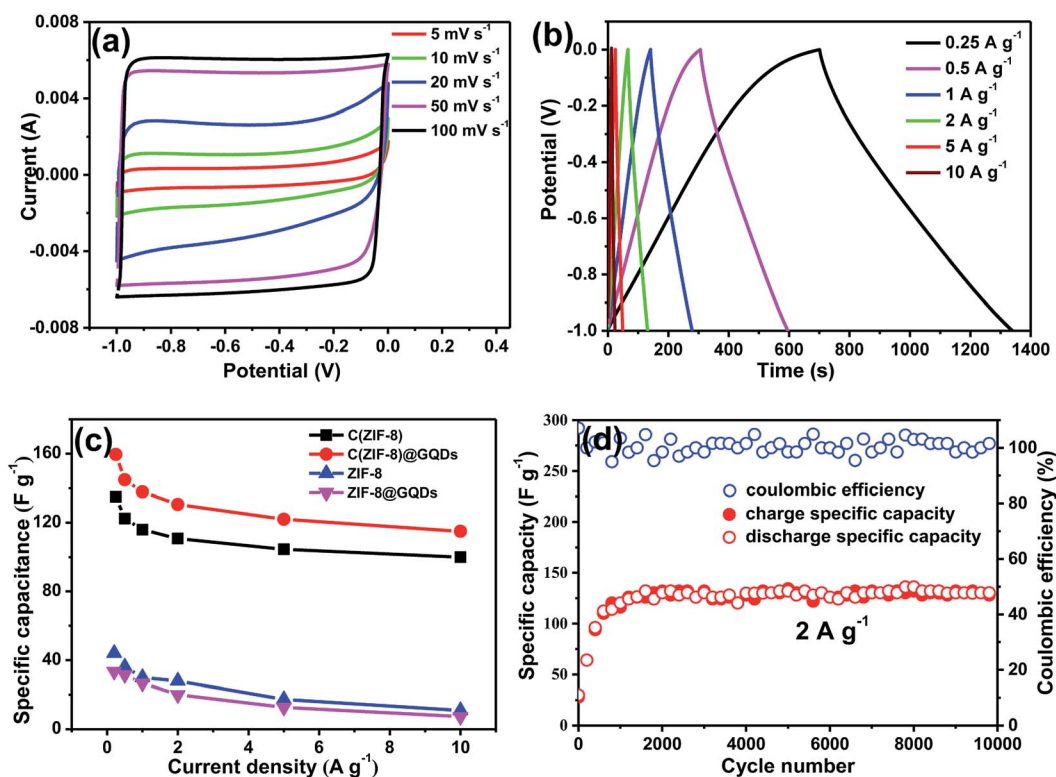 (a)
5 mV s⁻¹
10 mV s⁻¹
20 mV s⁻¹
50 mV s⁻¹
100 mV s⁻¹
0.008
0.004
0.000
-0.004
-0.008
Current (A)
-1.0 -0.8 -0.6 -0.4 -0.2 0.0 0.2 0.4
Potential (V)
(b)
0.25 A g⁻¹
0.5 A g⁻¹
1 A g⁻¹
2 A g⁻¹
5 A g⁻¹
10 A g⁻¹
0.0
-0.2
-0.4
-0.6
-0.8
-1.0
Potential (V)
0 200 400 600 800 1000 1200 1400
Time (s)
(c)
C(ZIF-8)
C(ZIF-8)@GQDs
ZIF-8
ZIF-8@GQDs
160
120
80
40
0
Specific capacitance (F g⁻¹)
0 2 4 6 8 10
Current density (A g⁻¹)
(d)
coulombic efficiency
charge specific capacity
discharge specific capacity
2 A g⁻¹
300
275
250
225
200
175
150
125
100
75
50
25
0
Specific capacity (F g⁻¹)
100
80
60
40
20
0
Coulombic efficiency (%)
0 2000 4000 6000 8000 10000
Cycle number